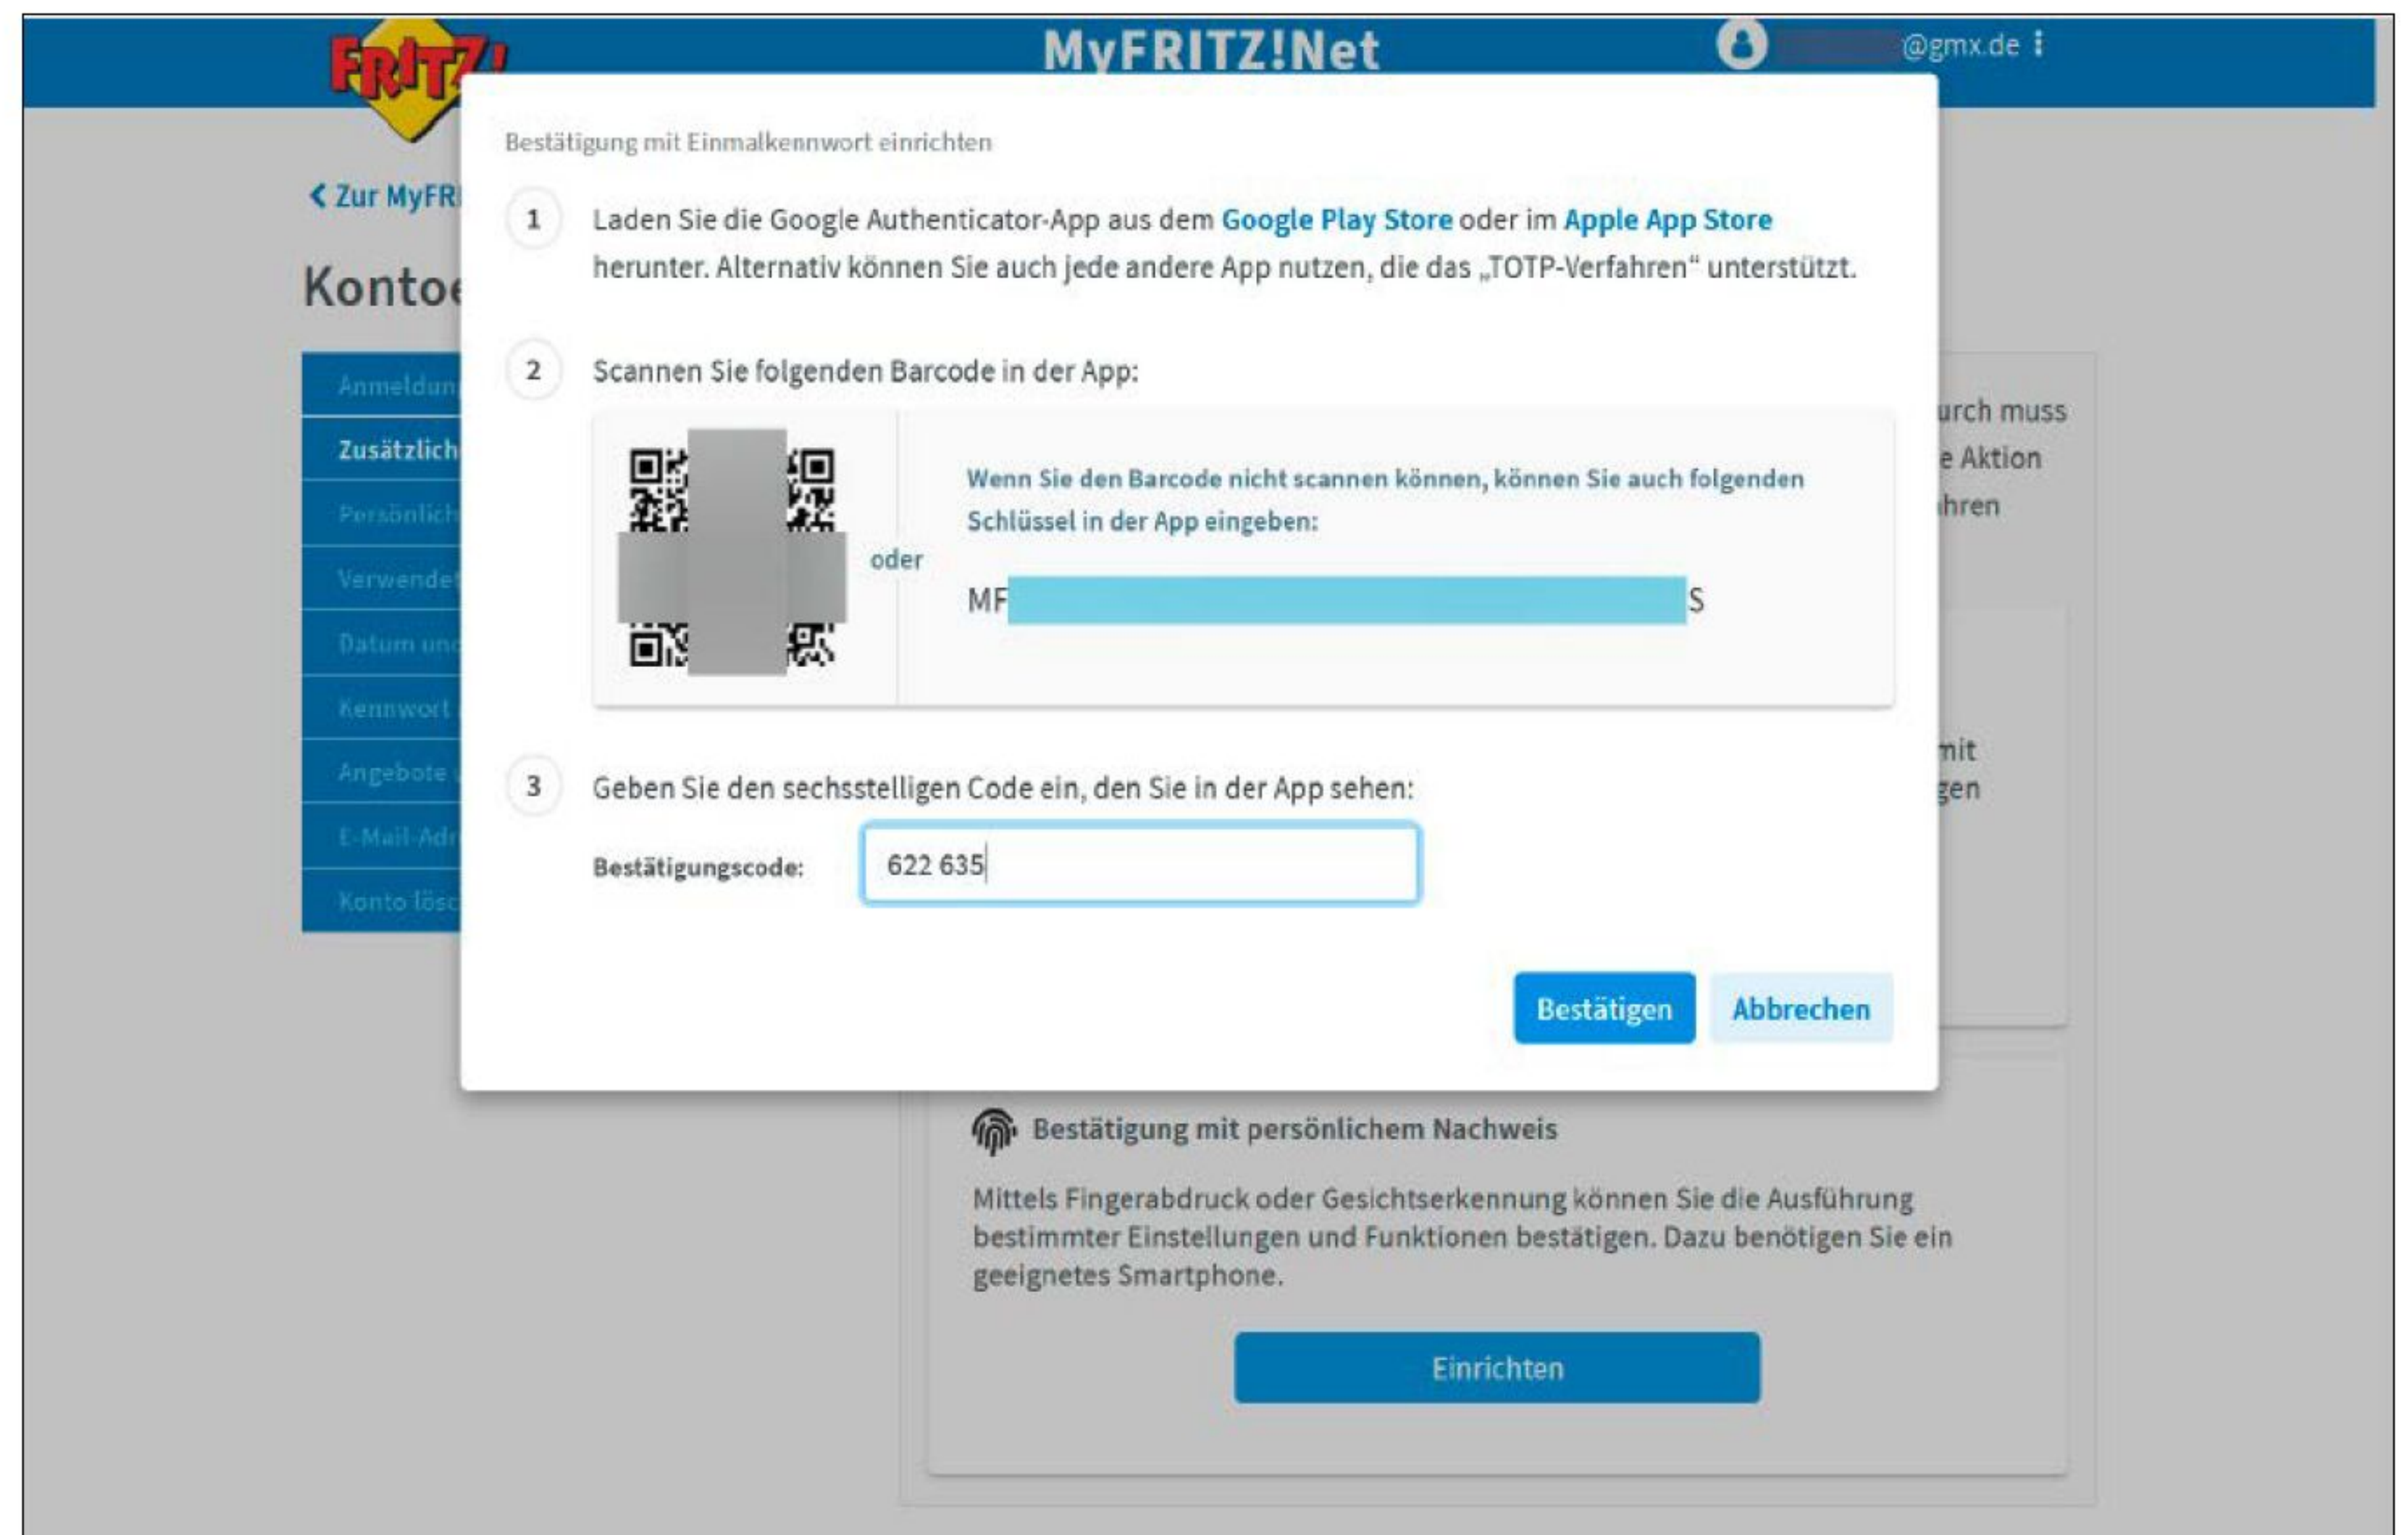 FRITZ!
MyFRITZ!Net
@gmx.de
Zur MyFR
Bestätigung mit Einmalkennwort einrichten
1 Laden Sie die Google Authenticator-App aus dem Google Play Store oder im Apple App Store
herunter. Alternativ können Sie auch jede andere App nutzen, die das „TOTP-Verfahren“ unterstützt.
Kontoe
2 Scannen Sie folgenden Barcode in der App:
Anmeldun
Zusätzlich
Persönlich
Verwendet
Datum und
Kennwort
Angebote
E-Mail-Adr
Konto lösc
oder
Wenn Sie den Barcode nicht scannen können, können Sie auch folgenden
Schlüssel in der App eingeben:
MF S
urch muss
e Aktion
hren
3 Geben Sie den sechsstelligen Code ein, den Sie in der App sehen:
Bestätigungscode: 622 635
mit
gen
Bestätigen Abbrechen
Bestätigung mit persönlichem Nachweis
Mittels Fingerabdruck oder Gesichtserkennung können Sie die Ausführung
bestimmter Einstellungen und Funktionen bestätigen. Dazu benötigen Sie ein
geeignetes Smartphone.
Einrichten